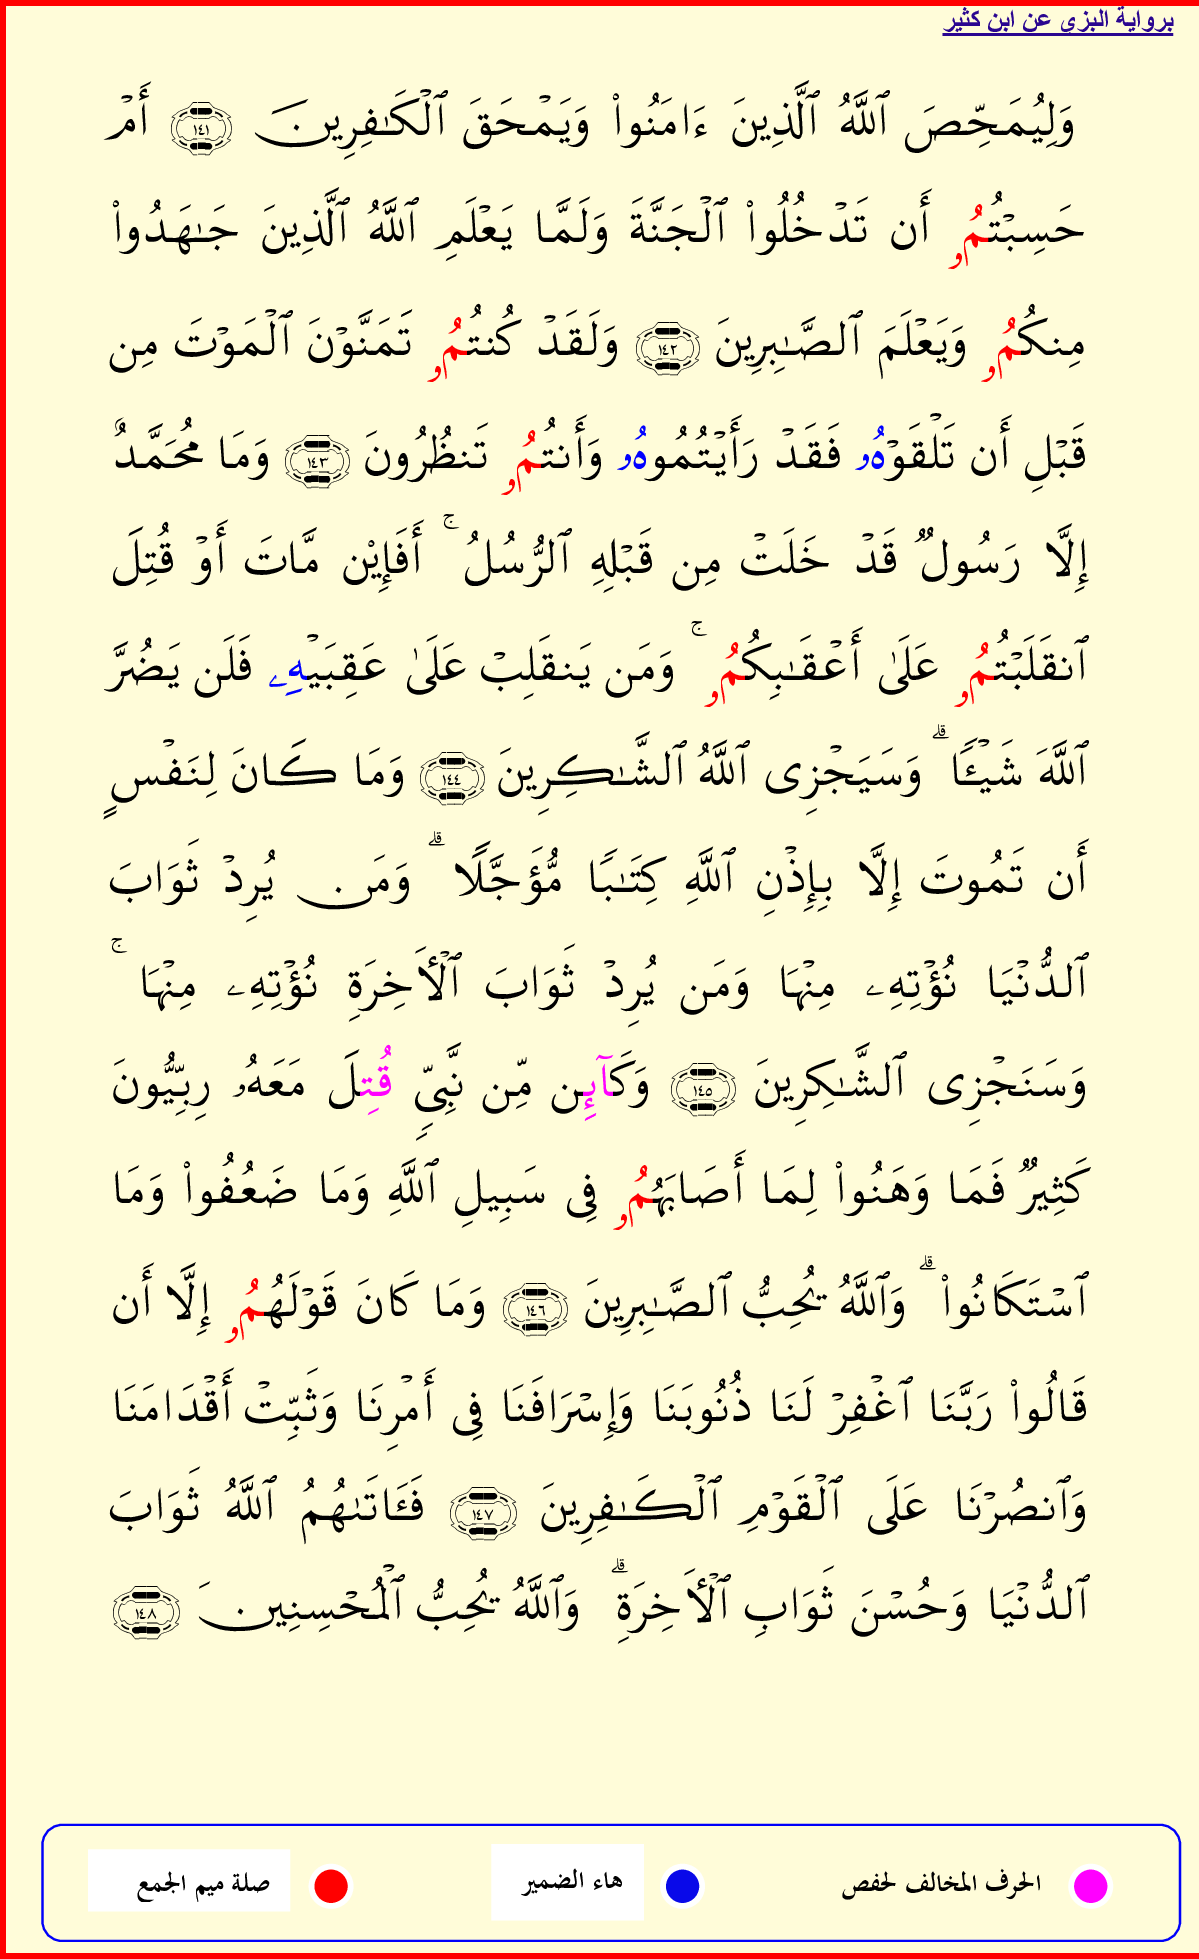 برواية البزي عن ابن كثير
وَلِيُمَحِّصَ ٱللَّهُ ٱلَّذِينَ ءَامَنُوا۟ وَيَمْحَقَ ٱلْكَـٰفِرِينَ ١٤١ أَمْ
حَسِبْتُمُۥ أَن تَدْخُلُوا۟ ٱلْجَنَّةَ وَلَمَّا يَعْلَمِ ٱللَّهُ ٱلَّذِينَ جَـٰهَدُوا۟
مِنكُمُۥ وَيَعْلَمَ ٱلصَّـٰبِرِينَ ١٤٢ وَلَقَدْ كُنتُمُۥ تَمَنَّوْنَ ٱلْمَوْتَ مِن
قَبْلِ أَن تَلْقَوْهُۥ فَقَدْ رَأَيْتُمُوهُۥ وَأَنتُمُۥ تَنظُرُونَ ١٤٣ وَمَا مُحَمَّدٌ
إِلَّا رَسُولٌ قَدْ خَلَتْ مِن قَبْلِهِ ٱلرُّسُلُ ۚ أَفَإِي۟ن مَّاتَ أَوْ قُتِلَ
ٱنقَلَبْتُمُۥ عَلَىٰ أَعْقَـٰبِكُمُۥ ۚ وَمَن يَنقَلِبْ عَلَىٰ عَقِبَيْهِۦ فَلَن يَضُرَّ
ٱللَّهَ شَيْـًٔا ۗ وَسَيَجْزِى ٱللَّهُ ٱلشَّـٰكِرِينَ ١٤٤ وَمَا كَانَ لِنَفْسٍ
أَن تَمُوتَ إِلَّا بِإِذْنِ ٱللَّهِ كِتَـٰبًا مُّؤَجَّلًا ۗ وَمَن يُرِدْ ثَوَابَ
ٱلدُّنْيَا نُؤْتِهِۦ مِنْهَا وَمَن يُرِدْ ثَوَابَ ٱلْأَخِرَةِ نُؤْتِهِۦ مِنْهَا ۚ
وَسَنَجْزِى ٱلشَّـٰكِرِينَ ١٤٥ وَكَآئِن مِّن نَّبِىٍّ قُتِلَ مَعَهُۥ رِبِّيُّونَ
كَثِيرٌ فَمَا وَهَنُوا۟ لِمَا أَصَابَهُمُۥ فِى سَبِيلِ ٱللَّهِ وَمَا ضَعُفُوا۟ وَمَا
ٱسْتَكَانُوا۟ ۗ وَٱللَّهُ يُحِبُّ ٱلصَّـٰبِرِينَ ١٤٦ وَمَا كَانَ قَوْلَهُمُۥ إِلَّا أَن
قَالُوا۟ رَبَّنَا ٱغْفِرْ لَنَا ذُنُوبَنَا وَإِسْرَافَنَا فِى أَمْرِنَا وَثَبِّتْ أَقْدَامَنَا
وَٱنصُرْنَا عَلَى ٱلْقَوْمِ ٱلْكَـٰفِرِينَ ١٤٧ فَـَٔاتَىٰهُمُ ٱللَّهُ ثَوَابَ
ٱلدُّنْيَا وَحُسْنَ ثَوَابِ ٱلْأَخِرَةِ ۗ وَٱللَّهُ يُحِبُّ ٱلْمُحْسِنِينَ ١٤٨
الحرف المخالف لحفص
هاء الضمير
صلة ميم الجمع